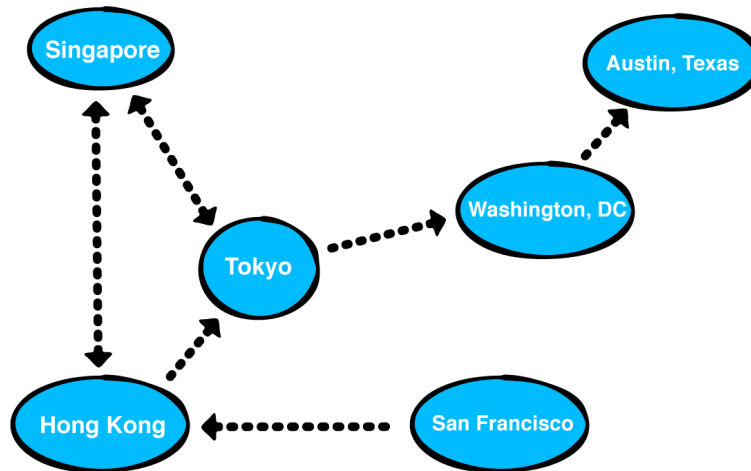 Singapore
Austin, Texas
Washington, DC
Tokyo
Hong Kong
San Francisco